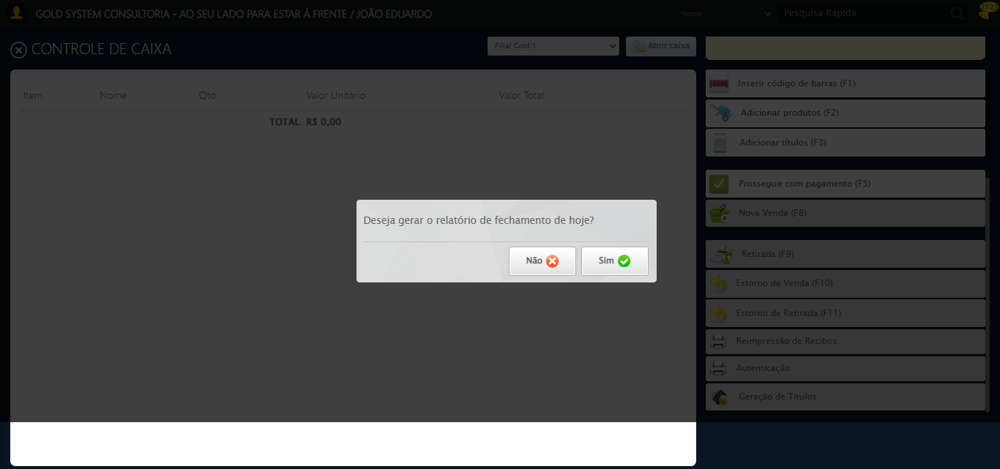 GOLD SYSTEM CONSULTORIA - AO SEU LADO PARA ESTAR À FRENTE / JOÃO EDUARDO
Nome
Pesquisa Rapida
2122
CONTROLE DE CAIXA
Filial Gold 1
Abrir caixa
Item Nome Qtd. Valor Unitário Valor Total
TOTAL R$ 0,00
Deseja gerar o relatório de fechamento de hoje?
Não
Sim
Inserir código de barras (F1)
Adicionar produtos (F2)
Adicionar títulos (F3)
Prosseguir com pagamento (F5)
Nova Venda (F8)
Retirada (F9)
Estorno de Venda (F10)
Estorno de Retirada (F11)
Reimpressão de Recibos
Autenticação
Geração de Títulos